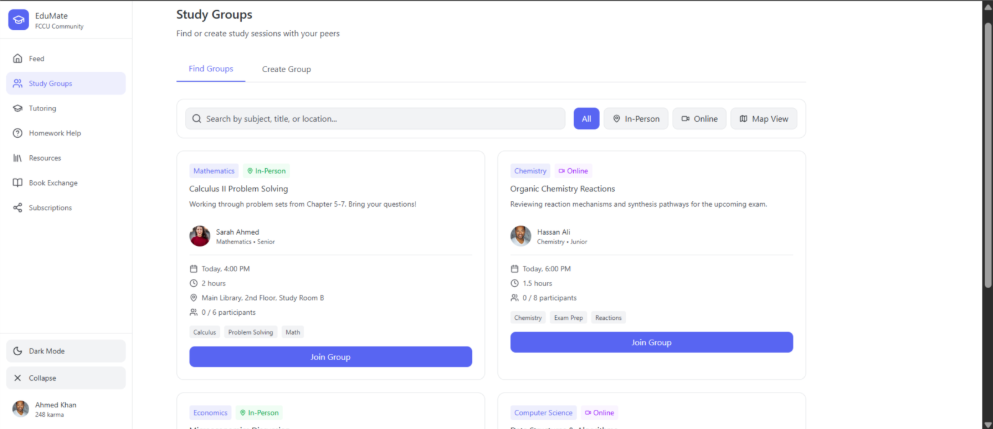 EduMate
FCCU Community
Feed
Study Groups
Tutoring
Homework Help
Resources
Book Exchange
Subscriptions
Dark Mode
Collapse
Ahmed Khan
248 karma
Study Groups
Find or create study sessions with your peers
Find Groups
Create Group
Search by subject, title, or location...
All
In-Person
Online
Map View
Mathematics
In-Person
Calculus II Problem Solving
Working through problem sets from Chapter 5-7. Bring your questions!
Sarah Ahmed
Mathematics • Senior
Today, 4:00 PM
2 hours
Main Library, 2nd Floor, Study Room B
0 / 6 participants
Calculus
Problem Solving
Math
Join Group
Chemistry
Online
Organic Chemistry Reactions
Reviewing reaction mechanisms and synthesis pathways for the upcoming exam.
Hassan Ali
Chemistry • Junior
Today, 6:00 PM
1.5 hours
0 / 8 participants
Chemistry
Exam Prep
Reactions
Join Group
Economics
In-Person
Computer Science
Online